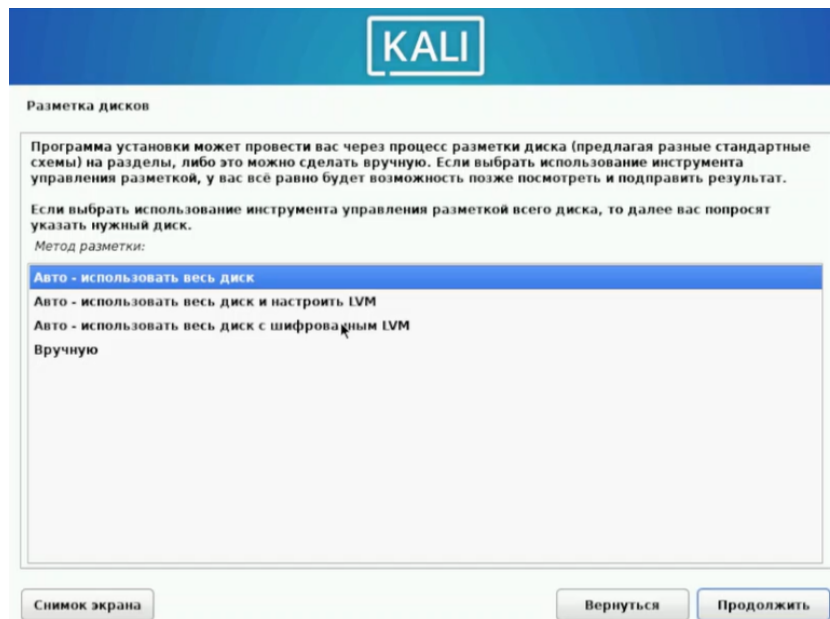 KALI
Разметка дисков
Программа установки может провести вас через процесс разметки диска (предлагая разные стандартные
схемы) на разделы, либо это можно сделать вручную. Если выбрать использование инструмента
управления разметкой, у вас всё равно будет возможность позже посмотреть и подправить результат.
Если выбрать использование инструмента управления разметкой всего диска, то далее вас попросят
указать нужный диск.
Метод разметки:
Авто - использовать весь диск
Авто - использовать весь диск и настроить LVM
Авто - использовать весь диск с шифрованным LVM
Вручную
Снимок экрана
Вернуться
Продолжить